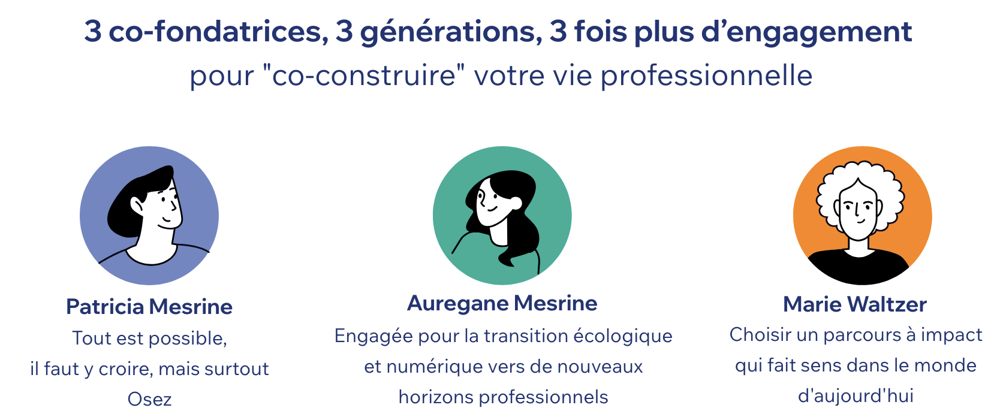 3 co-fondatrices, 3 générations, 3 fois plus d’engagement
pour "co-construire" votre vie professionnelle
Patricia Mesrine
Tout est possible,
il faut y croire, mais surtout
Osez
Auregane Mesrine
Engagée pour la transition écologique
et numérique vers de nouveaux
horizons professionnels
Marie Waltzer
Choisir un parcours à impact
qui fait sens dans le monde
d'aujourd'hui